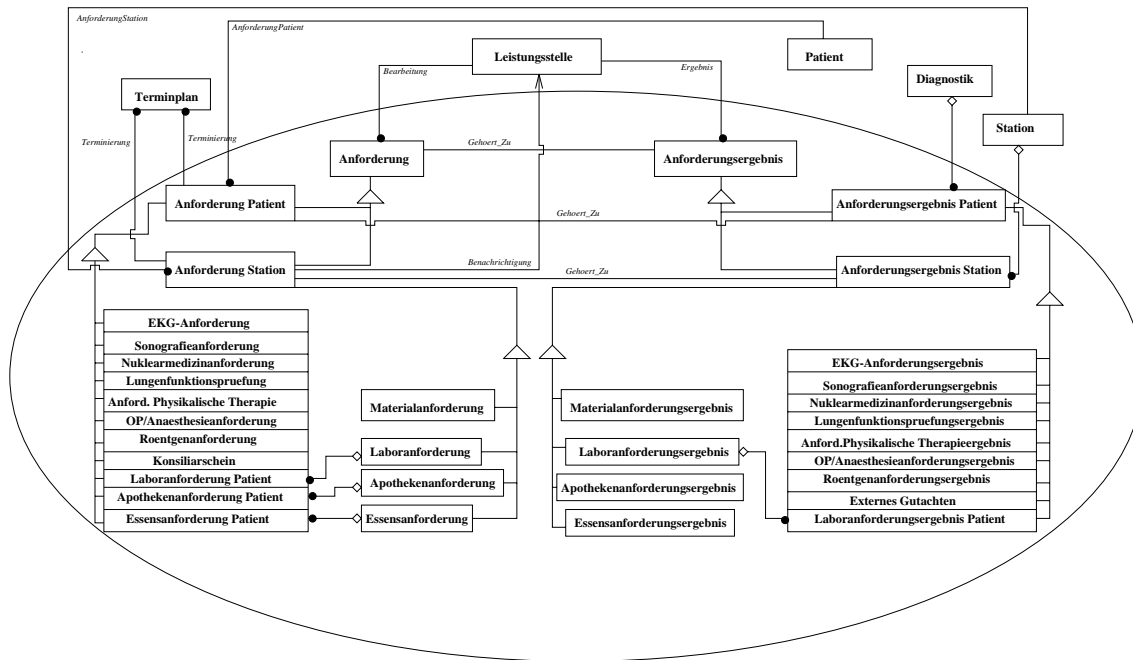 AnforderungStation
AnforderungPatient
Leistungsstelle
Patient
Bearbeitung
Ergebnis
Terminplan
Diagnostik
Station
Terminierung
Terminierung
Gehoert_Zu
Anforderung
Anforderungsergebnis
Anforderung Patient
Anforderungsergebnis Patient
Gehoert_Zu
Anforderung Station
Benachrichtigung
Gehoert_Zu
Anforderungsergebnis Station
EKG-Anforderung
Sonografieanforderung
Nuklearmedizinanforderung
Lungenfunktionspruefung
Anford. Physikalische Therapie
OP/Anaesthesieanforderung
Roentgenanforderung
Konsiliarschein
Laboranforderung Patient
Apothekenanforderung Patient
Essensanforderung Patient
Materialanforderung
Laboranforderung
Apothekenanforderung
Essensanforderung
Materialanforderungsergebnis
Laboranforderungsergebnis
Apothekenanforderungsergebnis
Essensanforderungsergebnis
EKG-Anforderungsergebnis
Sonografieanforderungsergebnis
Nuklearmedizinanforderungsergebnis
Lungenfunktionspruefungsergebnis
Anford.Physikalische Therapieergebnis
OP/Anaesthesieanforderungsergebnis
Roentgenanforderungsergebnis
Externes Gutachten
Laboranforderungsergebnis Patient